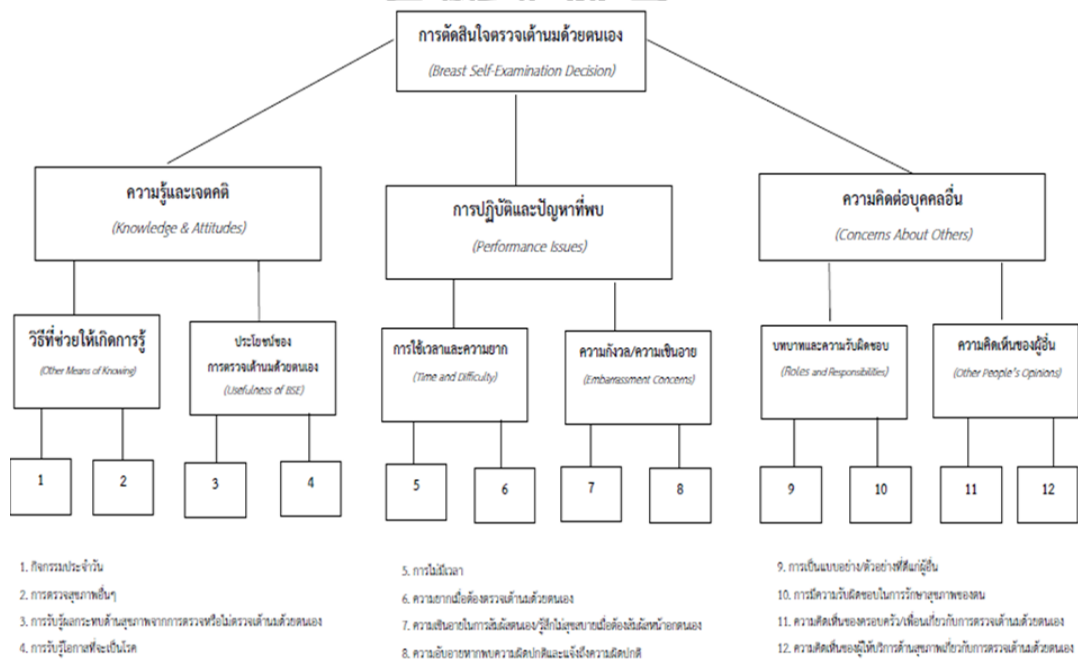 การตัดสินใจตรวจเต้านมด้วยตนเอง
(Breast Self-Examination Decision)
ความรู้และเจตคติ
(Knowledge & Attitudes)
การปฏิบัติและปัญหาที่พบ
(Performance Issues)
ความคิดต่อบุคคลอื่น
(Concerns About Others)
วิธีที่ช่วยให้เกิดการรู้
(Other Means of Knowing)
ประโยชน์ของ
การตรวจเต้านมด้วยตนเอง
(Usefulness of BSE)
การใช้เวลาและความยาก
(Time and Difficulty)
ความกังวล/ความเขินอาย
(Embarrassment Concerns)
บทบาทและความรับผิดชอบ
(Roles and Responsibilities)
ความคิดเห็นของผู้อื่น
(Other People's Opinions)
1
2
3
4
5
6
7
8
9
10
11
12
1. กิจกรรมประจำวัน
2. การตรวจสุขภาพอื่นๆ
3. การรับรู้ผลกระทบด้านสุขภาพจากการตรวจหรือไม่ตรวจเต้านมด้วยตนเอง
4. การรับรู้โอกาสที่จะเป็นโรค
5. การไม่มีเวลา
6. ความยากเมื่อต้องตรวจเต้านมด้วยตนเอง
7. ความเขินอายในการสัมผัสตนเอง/รู้สึกไม่สุขสบายเมื่อต้องสัมผัสหน้าอกตนเอง
8. ความอับอายหากพบความผิดปกติและแจ้งถึงความผิดปกติ
9. การเป็นแบบอย่าง/ตัวอย่างที่ดีแก่ผู้อื่น
10. การมีความรับผิดชอบในการรักษาสุขภาพของตน
11. ความคิดเห็นของครอบครัว/เพื่อนเกี่ยวกับการตรวจเต้านมด้วยตนเอง
12. ความคิดเห็นของผู้ให้บริการด้านสุขภาพเกี่ยวกับการตรวจเต้านมด้วยตนเอง